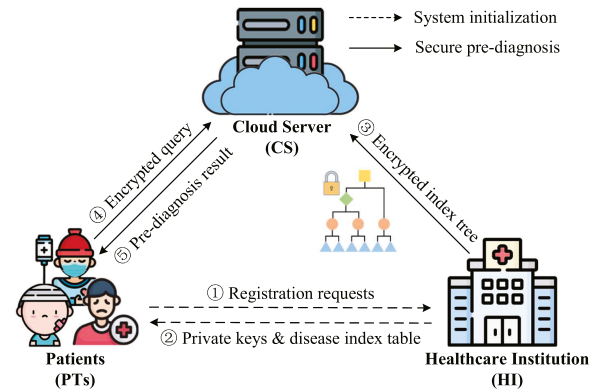 System initialization
Secure pre-diagnosis
Cloud Server
(CS)
③ Encrypted index tree
④ Encrypted query
⑤ Pre-diagnosis result
① Registration requests
② Private keys & disease index table
Patients
(PTs)
Healthcare Institution
(HI)